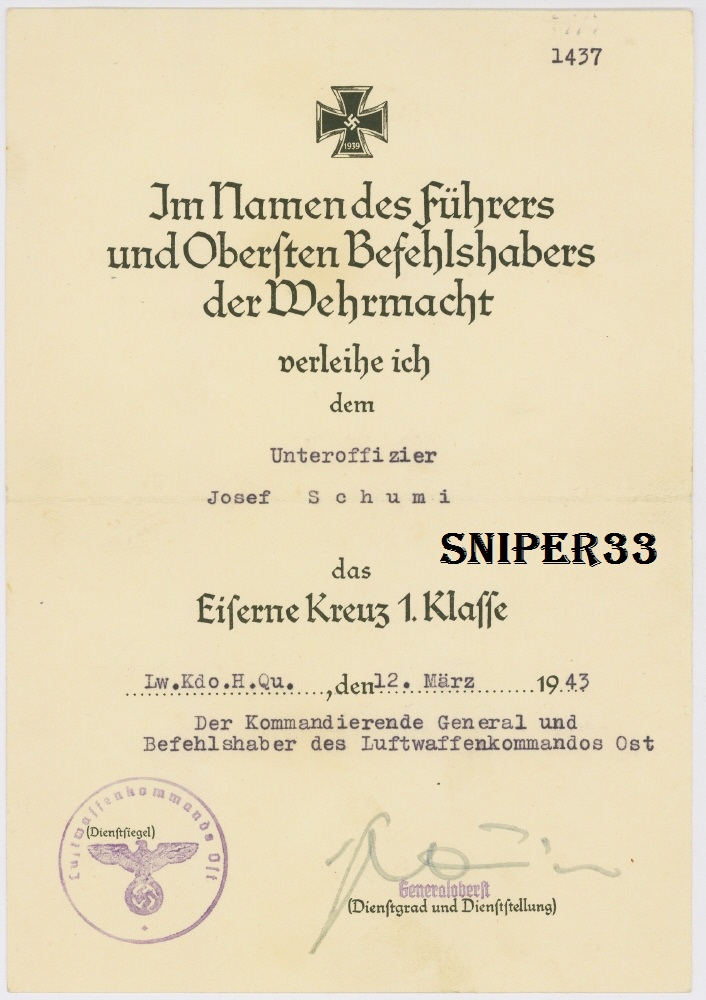 1437
1939
Im Namen des Führers
und Obersten Befehlshabers
der Wehrmacht
verleihe ich
dem
Unteroffizier
Josef Schumi
SNIPER33
das
Eiserne Kreuz 1. Klasse
Lw.Kdo.H.Qu. , den 12. März 19 43
Der Kommandierende General und
Befehlshaber des Luftwaffenkommandos Ost
Luftwaffenkommando Ost
(Dienstsiegel)
Generaloberst
(Dienstgrad und Dienststellung)